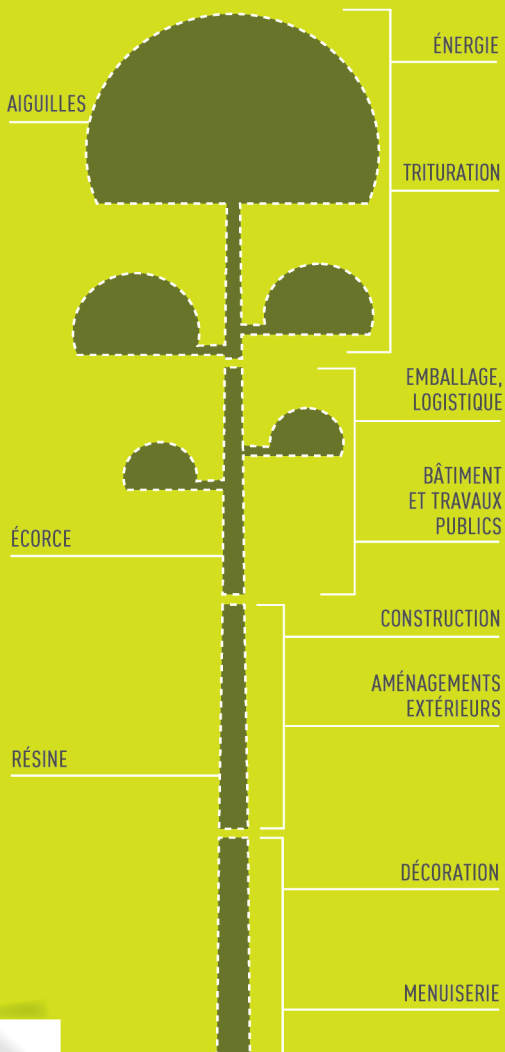 ÉNERGIE
AIGUILLES
TRITURATION
EMBALLAGE,
LOGISTIQUE
BÂTIMENT
ET TRAVAUX
PUBLICS
ÉCORCE
CONSTRUCTION
AMÉNAGEMENTS
EXTÉRIEURS
RÉSINE
DÉCORATION
MENUISERIE